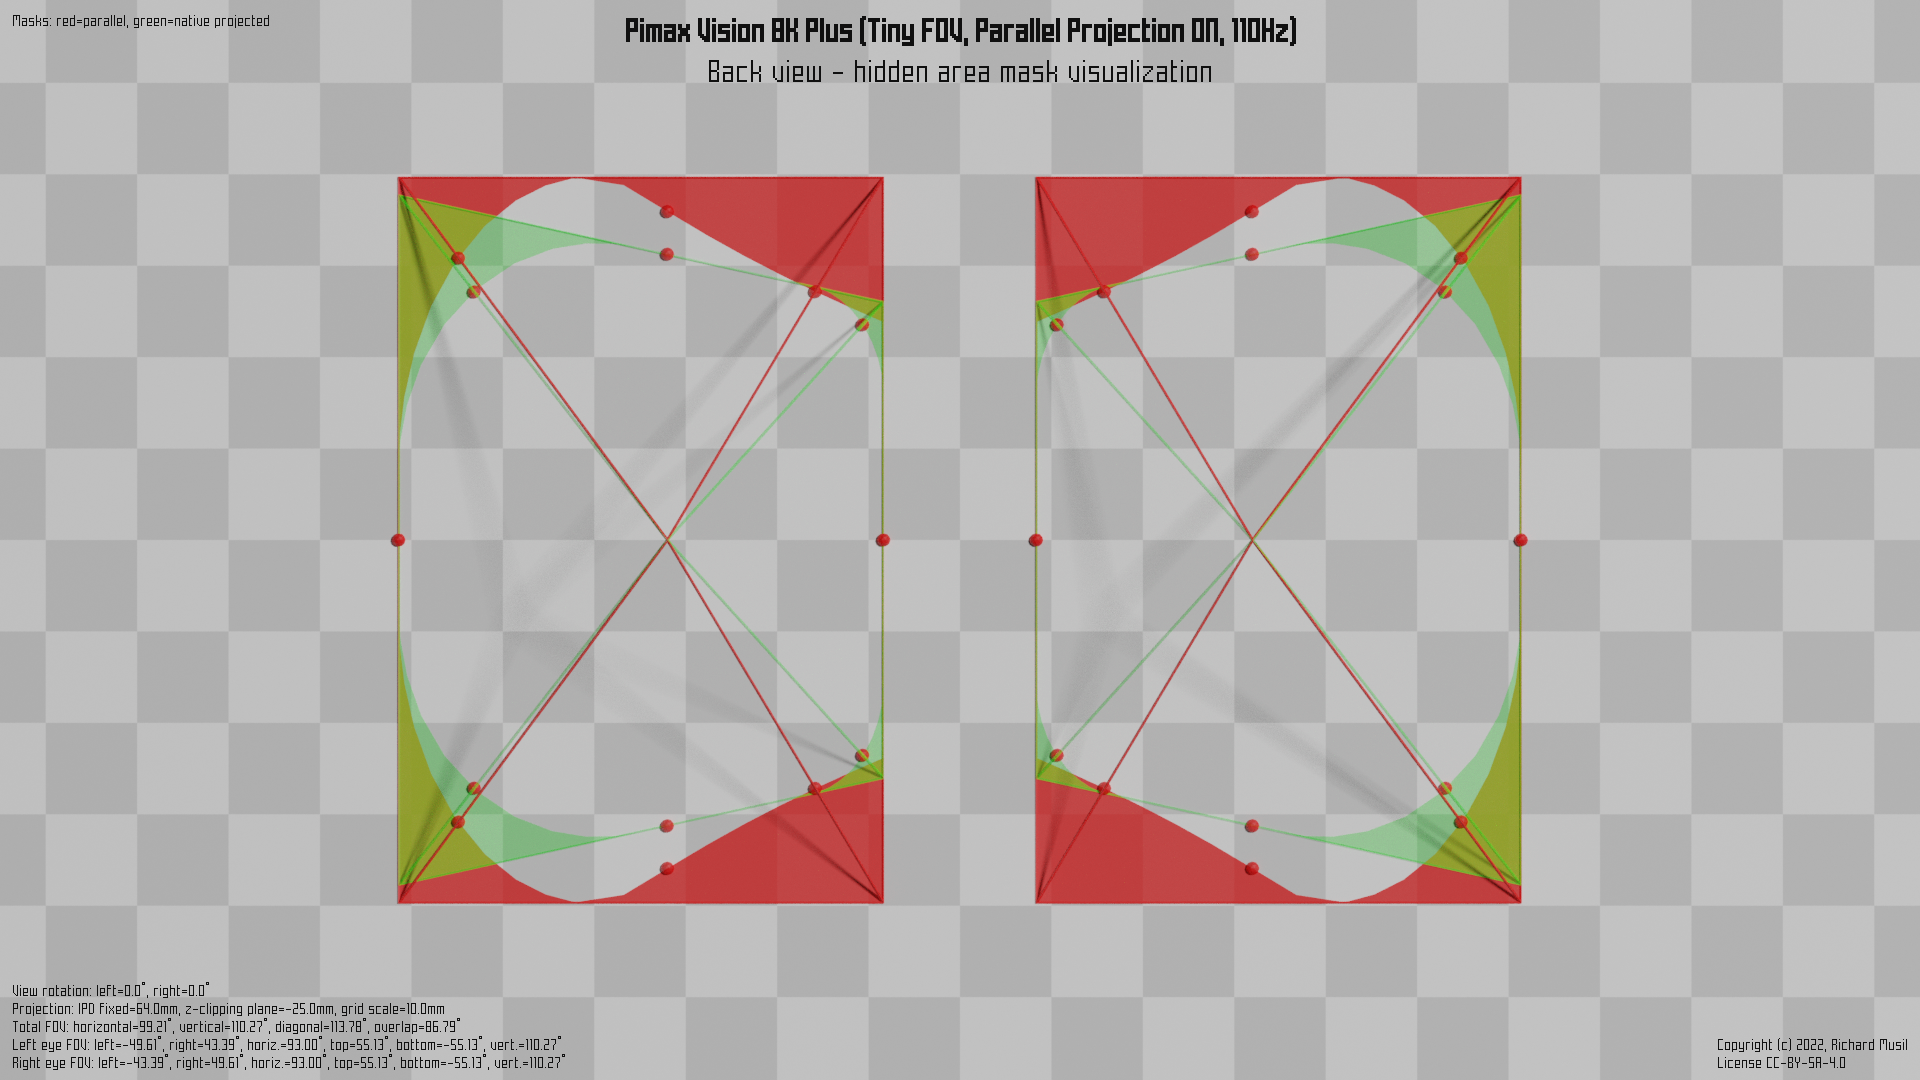 Masks: red=parallel, green=native projected
Pimax Vision 8K Plus (Tiny FOV, Parallel Projection ON, 110Hz)
Back view - hidden area mask visualization
View rotation: left=0.0°, right=0.0°
Projection: IPD fixed=64.0mm, z-clipping plane=-25.0mm, grid scale=10.0mm
Total FOV: horizontal=99.21°, vertical=110.27°, diagonal=113.78°, overlap=86.79°
Left eye FOV: left=-49.61°, right=43.39°, horiz.=93.00°, top=55.13°, bottom=-55.13°, vert.=110.27°
Right eye FOV: left=-43.39°, right=49.61°, horiz.=93.00°, top=55.13°, bottom=-55.13°, vert.=110.27°
Copyright (c) 2022, Richard Musil
License CC-BY-SA-4.0